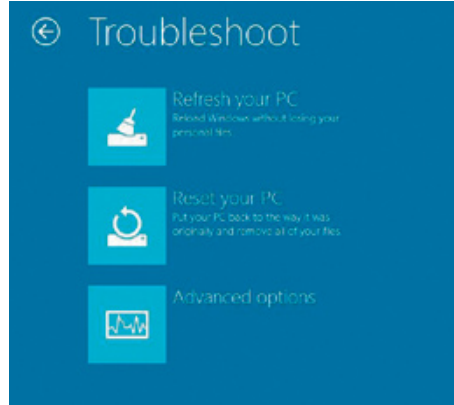 Troubleshoot
Refresh your PC
Reload Windows without losing your
personal files.
Reset your PC
Put your PC back to the way it was
originally and remove all of your files.
Advanced options